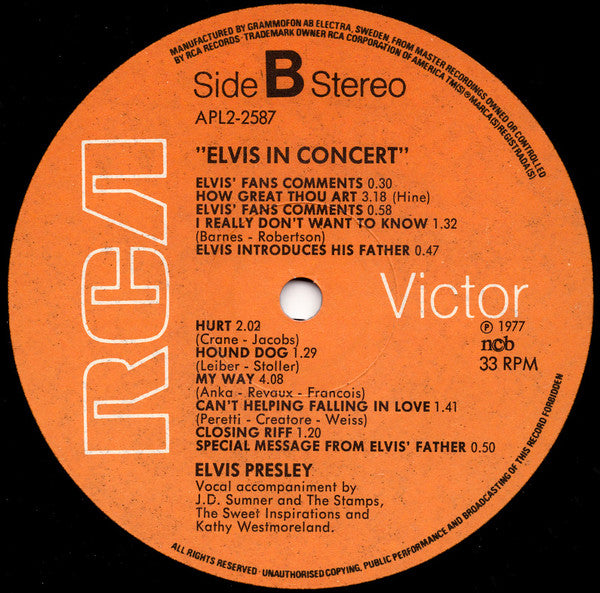 MANUFACTURED BY GRAMMOFON AB ELECTRA, SWEDEN, FROM MASTER RECORDINGS OWNED OR CONTROLLED
BY RCA RECORDS · TRADEMARK OWNER RCA CORPORATION OF AMERICA TM(S) ® MARCA(S) REGISTRADA(S)
Side B Stereo
APL2-2587
"ELVIS IN CONCERT"
ELVIS' FANS COMMENTS 0.30
HOW GREAT THOU ART 3.18 (Hine)
ELVIS' FANS COMMENTS 0.58
I REALLY DON'T WANT TO KNOW 1.32
(Barnes - Robertson)
ELVIS INTRODUCES HIS FATHER 0.47
RCA
Victor
HURT 2.02
(Crane - Jacobs)
HOUND DOG 1.29
(Leiber - Stoller)
MY WAY 4.08
(Anka - Revaux - Francois)
CAN'T HELPING FALLING IN LOVE 1.41
(Peretti - Creatore - Weiss)
CLOSING RIFF 1.20
SPECIAL MESSAGE FROM ELVIS' FATHER 0.50
℗ 1977
ncb
33 RPM
ELVIS PRESLEY
Vocal accompaniment by
J.D. Sumner and The Stamps,
The Sweet Inspirations and
Kathy Westmoreland.
ALL RIGHTS RESERVED · UNAUTHORISED COPYING, PUBLIC PERFORMANCE AND BROADCASTING OF THIS RECORD FORBIDDEN